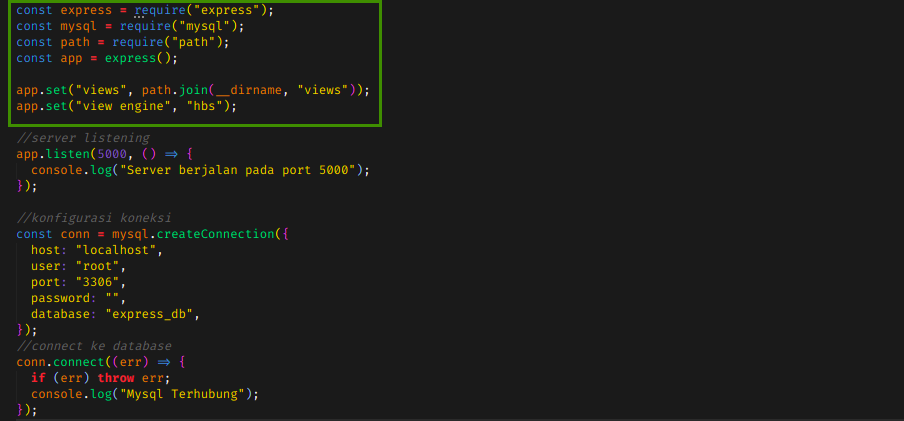 const express = require("express");
const mysql = require("mysql");
const path = require("path");
const app = express();
app.set("views", path.join(__dirname, "views"));
app.set("view engine", "hbs");
//server listening
app.listen(5000, () => {
  console.log("Server berjalan pada port 5000");
});
//konfigurasi koneksi
const conn = mysql.createConnection({
  host: "localhost",
  user: "root",
  port: "3306",
  password: "",
  database: "express_db",
});
//connect ke database
conn.connect((err) => {
  if (err) throw err;
  console.log("Mysql Terhubung");
});